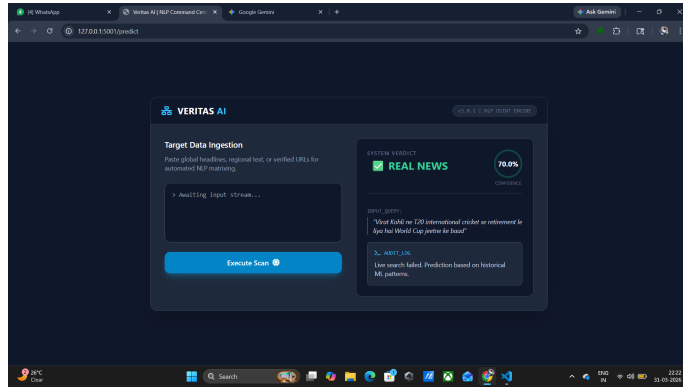 (4) WhatsApp
Veritas AI | NLP Command Cen
Google Gemini
Ask Gemini
127.0.0.1:5001/predict
VERITAS AI
v5.0.1 | NLP OSINT ENGINE
Target Data Ingestion
Paste global headlines, regional text, or verified URLs for
automated NLP matrixing.
> Awaiting input stream...
Execute Scan
SYSTEM VERDICT
✅ REAL NEWS
70.0%
CONFIDENCE
INPUT_QUERY:
"Virat Kohli ne T20 international cricket se retirement le
liya hai World Cup jeetne ke baad"
>_ AUDIT_LOG
Live search failed. Prediction based on historical
ML patterns.
2
26°C
Clear
Search
ENG
IN
22:22
31-03-2026